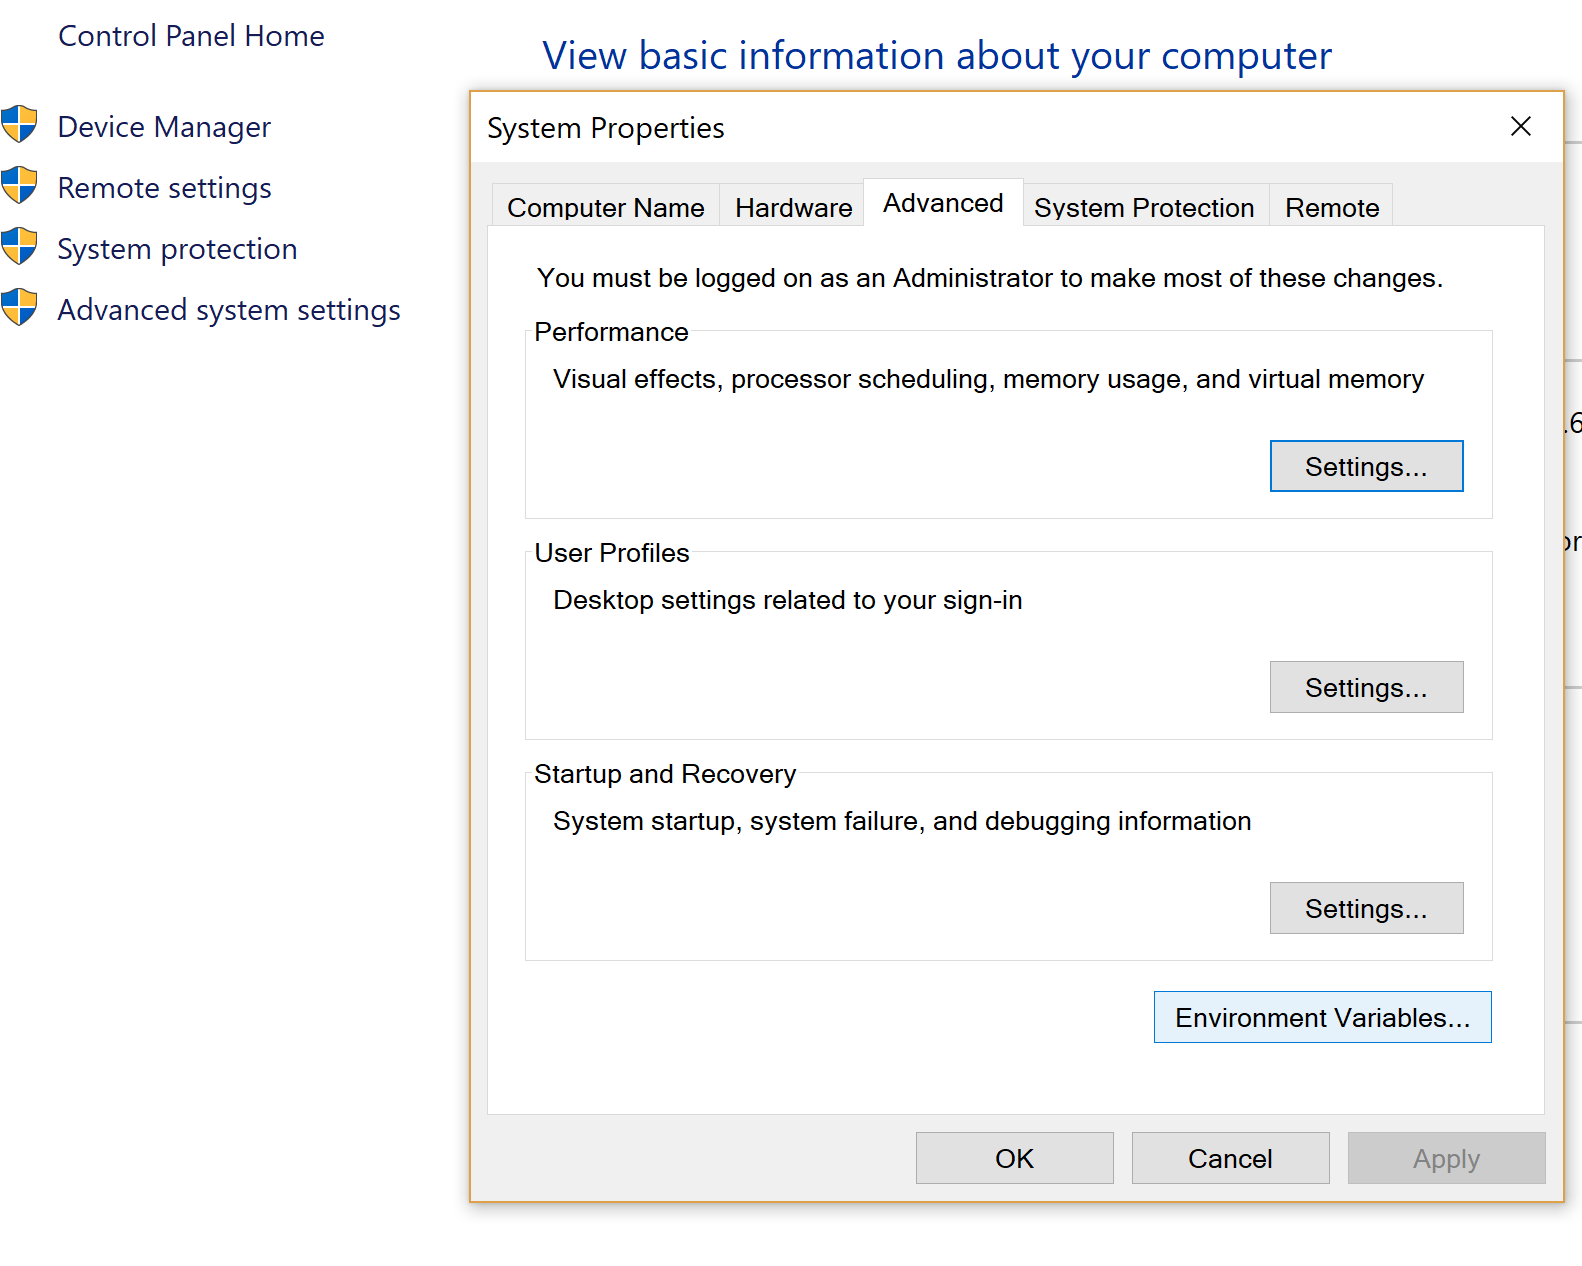 Control Panel Home
Device Manager
Remote settings
System protection
Advanced system settings
View basic information about your computer
System Properties
Computer Name Hardware Advanced System Protection Remote
You must be logged on as an Administrator to make most of these changes.
Performance
Visual effects, processor scheduling, memory usage, and virtual memory
Settings...
User Profiles
Desktop settings related to your sign-in
Settings...
Startup and Recovery
System startup, system failure, and debugging information
Settings...
Environment Variables...
OK Cancel Apply